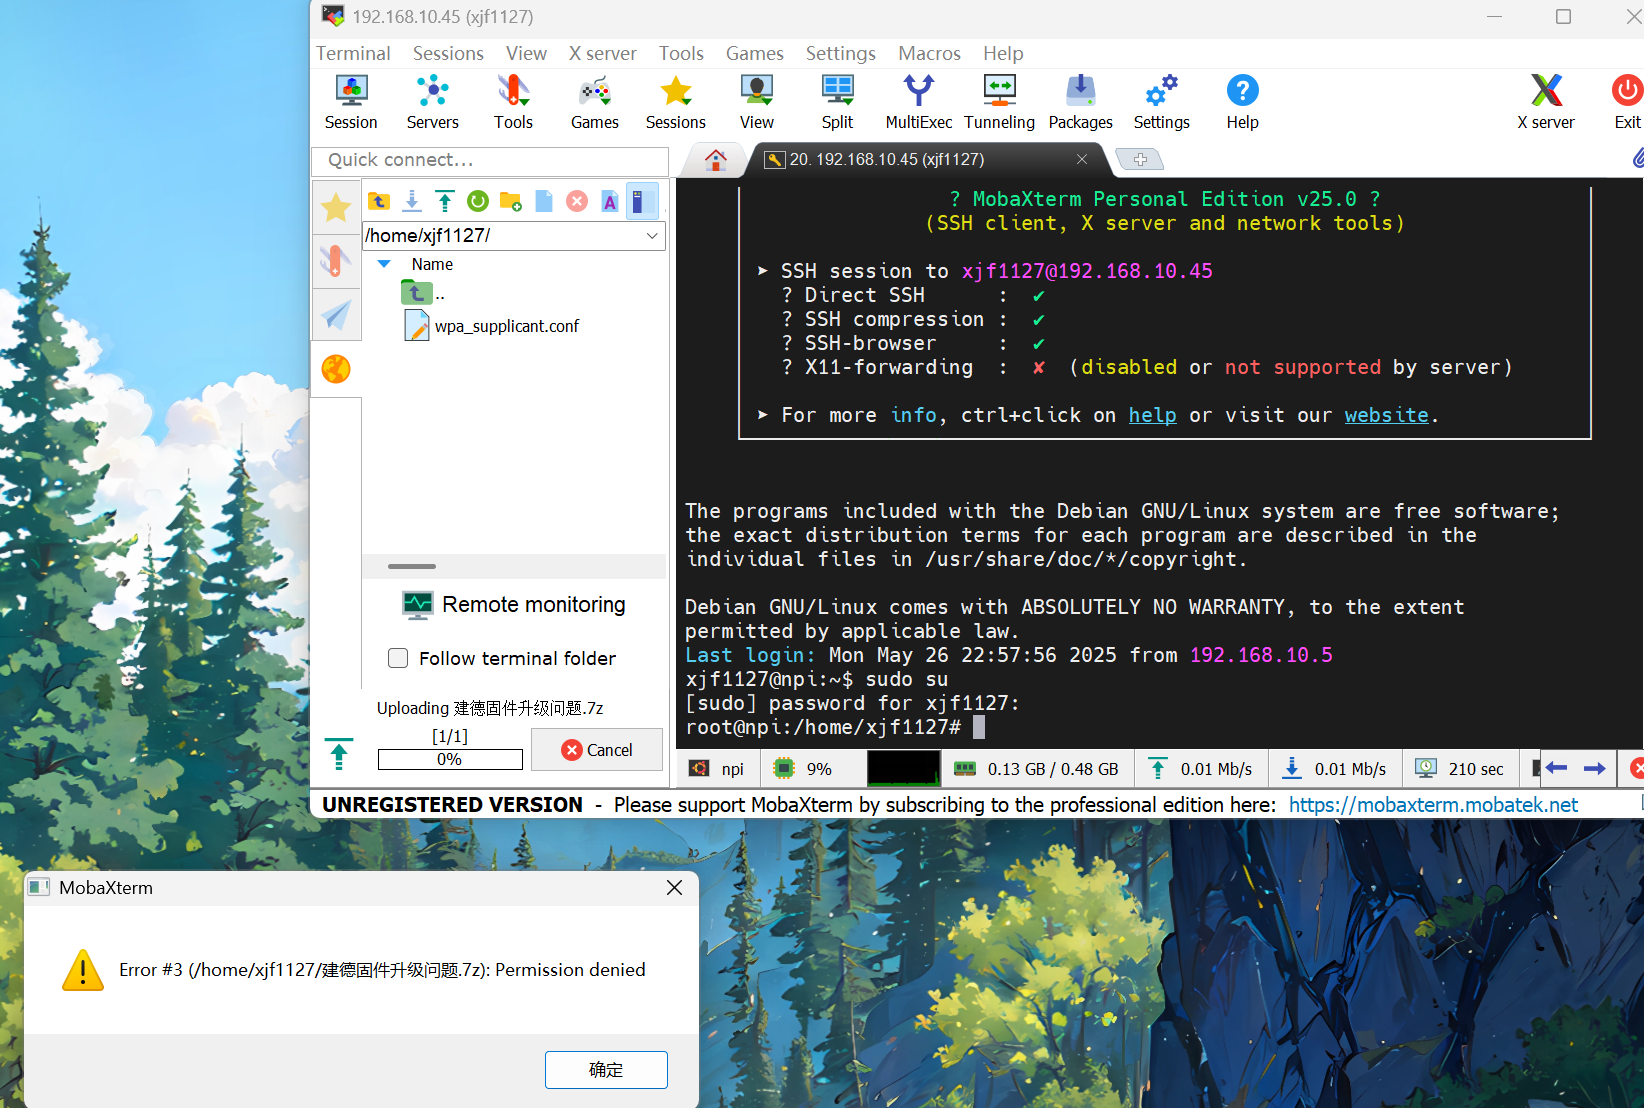 192.168.10.45 (xjf1127)
Terminal Sessions View X server Tools Games Settings Macros Help
Session Servers Tools Games Sessions View Split MultiExec Tunneling Packages Settings Help X server Exit
Quick connect...
20. 192.168.10.45 (xjf1127)
/home/xjf1127/
Name
..
wpa_supplicant.conf
Remote monitoring
Follow terminal folder
Uploading 建德固件升级问题.7z
[1/1]
0%
Cancel
? MobaXterm Personal Edition v25.0 ?
(SSH client, X server and network tools)
➤ SSH session to xjf1127@192.168.10.45
? Direct SSH : ✔
? SSH compression : ✔
? SSH-browser : ✔
? X11-forwarding : ✘ (disabled or not supported by server)
➤ For more info, ctrl+click on help or visit our website.
The programs included with the Debian GNU/Linux system are free software;
the exact distribution terms for each program are described in the
individual files in /usr/share/doc/*/copyright.
Debian GNU/Linux comes with ABSOLUTELY NO WARRANTY, to the extent
permitted by applicable law.
Last login: Mon May 26 22:57:56 2025 from 192.168.10.5
xjf1127@npi:~$ sudo su
[sudo] password for xjf1127:
root@npi:/home/xjf1127#
npi 9% 0.13 GB / 0.48 GB 0.01 Mb/s 0.01 Mb/s 210 sec
UNREGISTERED VERSION - Please support MobaXterm by subscribing to the professional edition here: https://mobaxterm.mobatek.net
MobaXterm
Error #3 (/home/xjf1127/建德固件升级问题.7z): Permission denied
确定